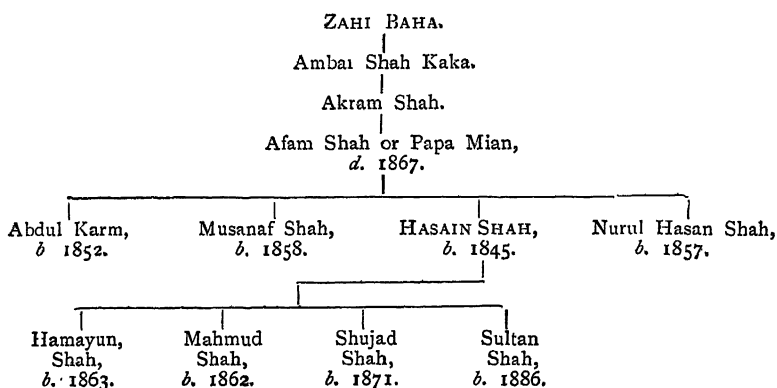 ZAHI BAHA.
Ambai Shah Kaka.
Akram Shah.
Afam Shah or Papa Mian,
d. 1867.
Abdul Karm, Musanaf Shah, HASAIN SHAH, Nurul Hasan Shah,
b 1852. b. 1858. b. 1845. b. 1857.
Hamayun, Mahmud Shujad Sultan
Shah, Shah, Shah, Shah,
b. 1863. b. 1862. b. 1871. b. 1886.